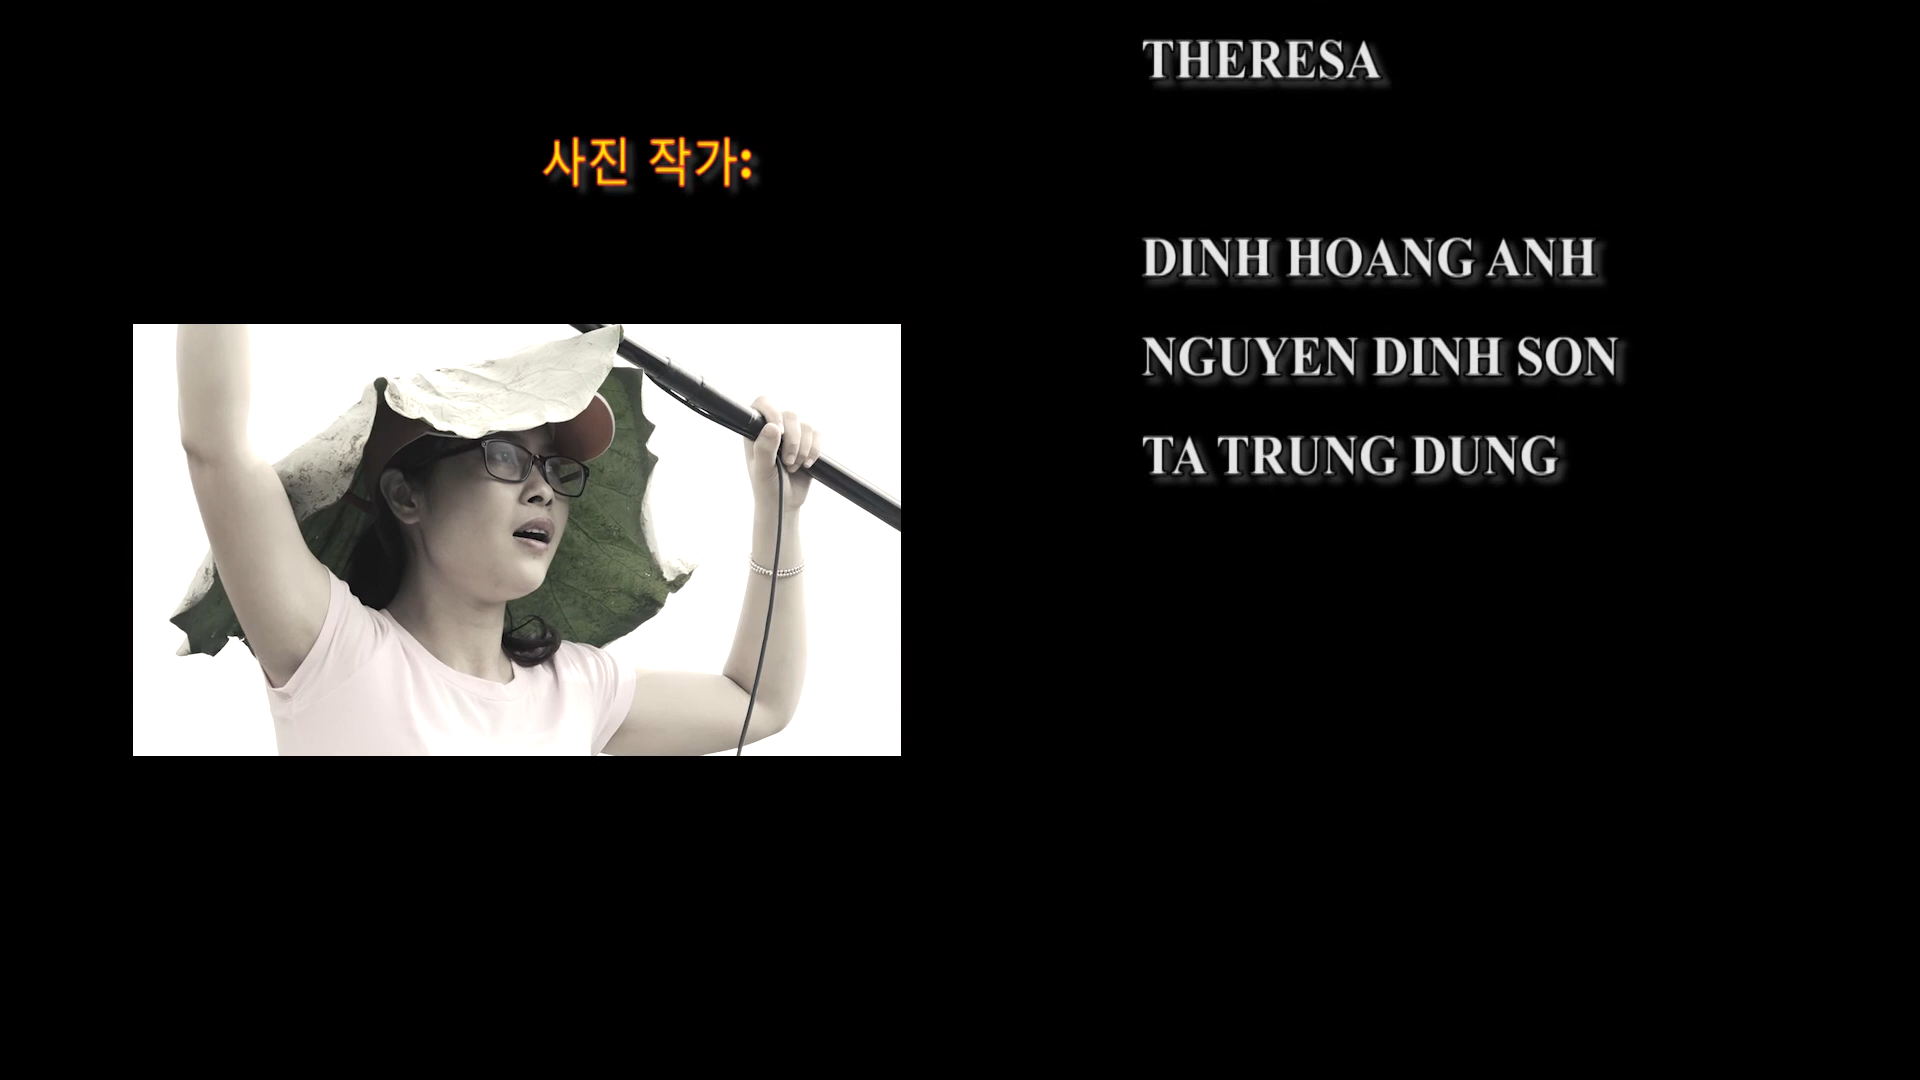 THERESA
사진 작가:
DINH HOANG ANH
NGUYEN DINH SON
TA TRUNG DUNG